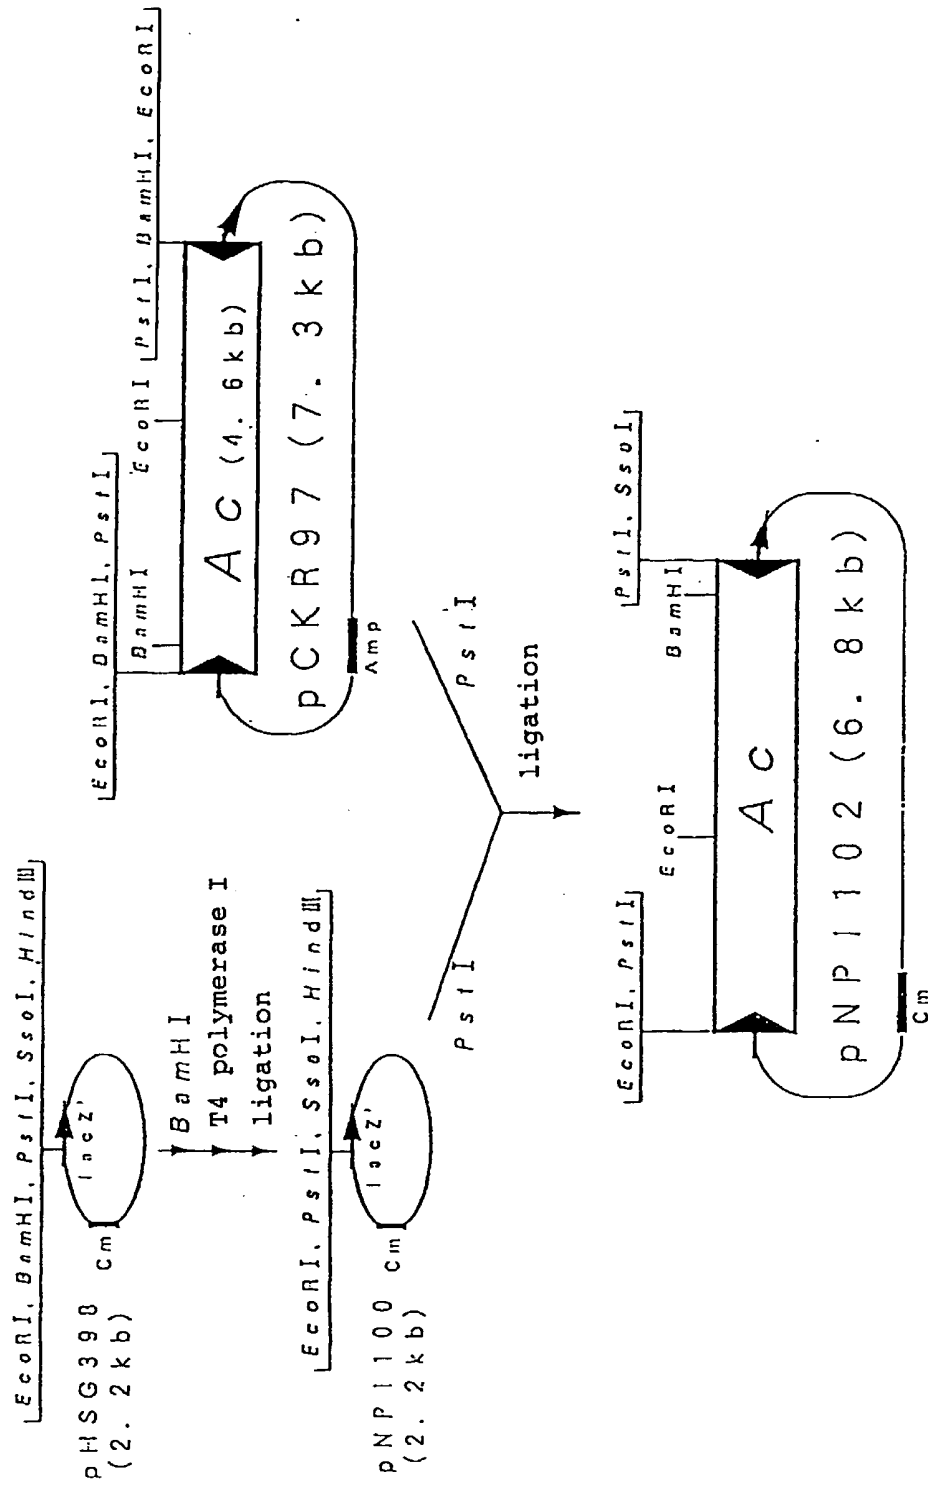 EcoRI, BamHI, PstI, SsoI, HindIII
pHSG398
(2. 2kb)
lacZ'
Cm
BamHI
T4 polymerase I
ligation
EcoRI, PstI, SsoI, HindIII
pNPI100
(2. 2kb)
lacZ'
Cm
EcoRI, BamHI, PstI
BamHI
EcoRI
PstI, BamHI, EcoRI
Ac (4. 6kb)
pCKR97 (7. 3kb)
Amp
PstI
PstI
ligation
EcoRI, PstI
EcoRI
BamHI
PstI, SsoI
Ac
pNPI102 (6. 8kb)
Cm